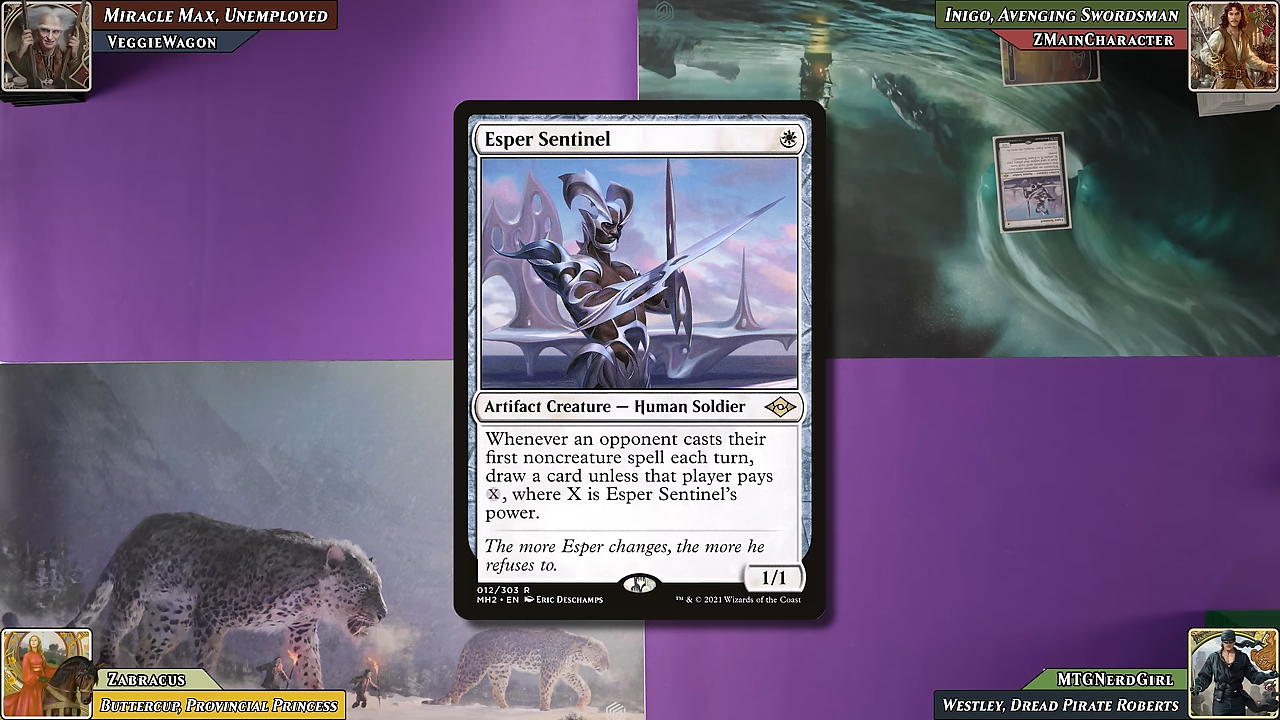 Miracle Max, Unemployed
VeggieWagon
Inigo, Avenging Swordsman
ZMainCharacter
Esper Sentinel
Artifact Creature — Human Soldier
Whenever an opponent casts their
first noncreature spell each turn,
draw a card unless that player pays
X, where X is Esper Sentinel's
power.
The more Esper changes, the more he
refuses to.
1/1
012/303 R
MH2 • EN Eric Deschamps
™ & © 2021 Wizards of the Coast
Zabracus
Buttercup, Provincial Princess
MTGNerdGirl
Westley, Dread Pirate Roberts